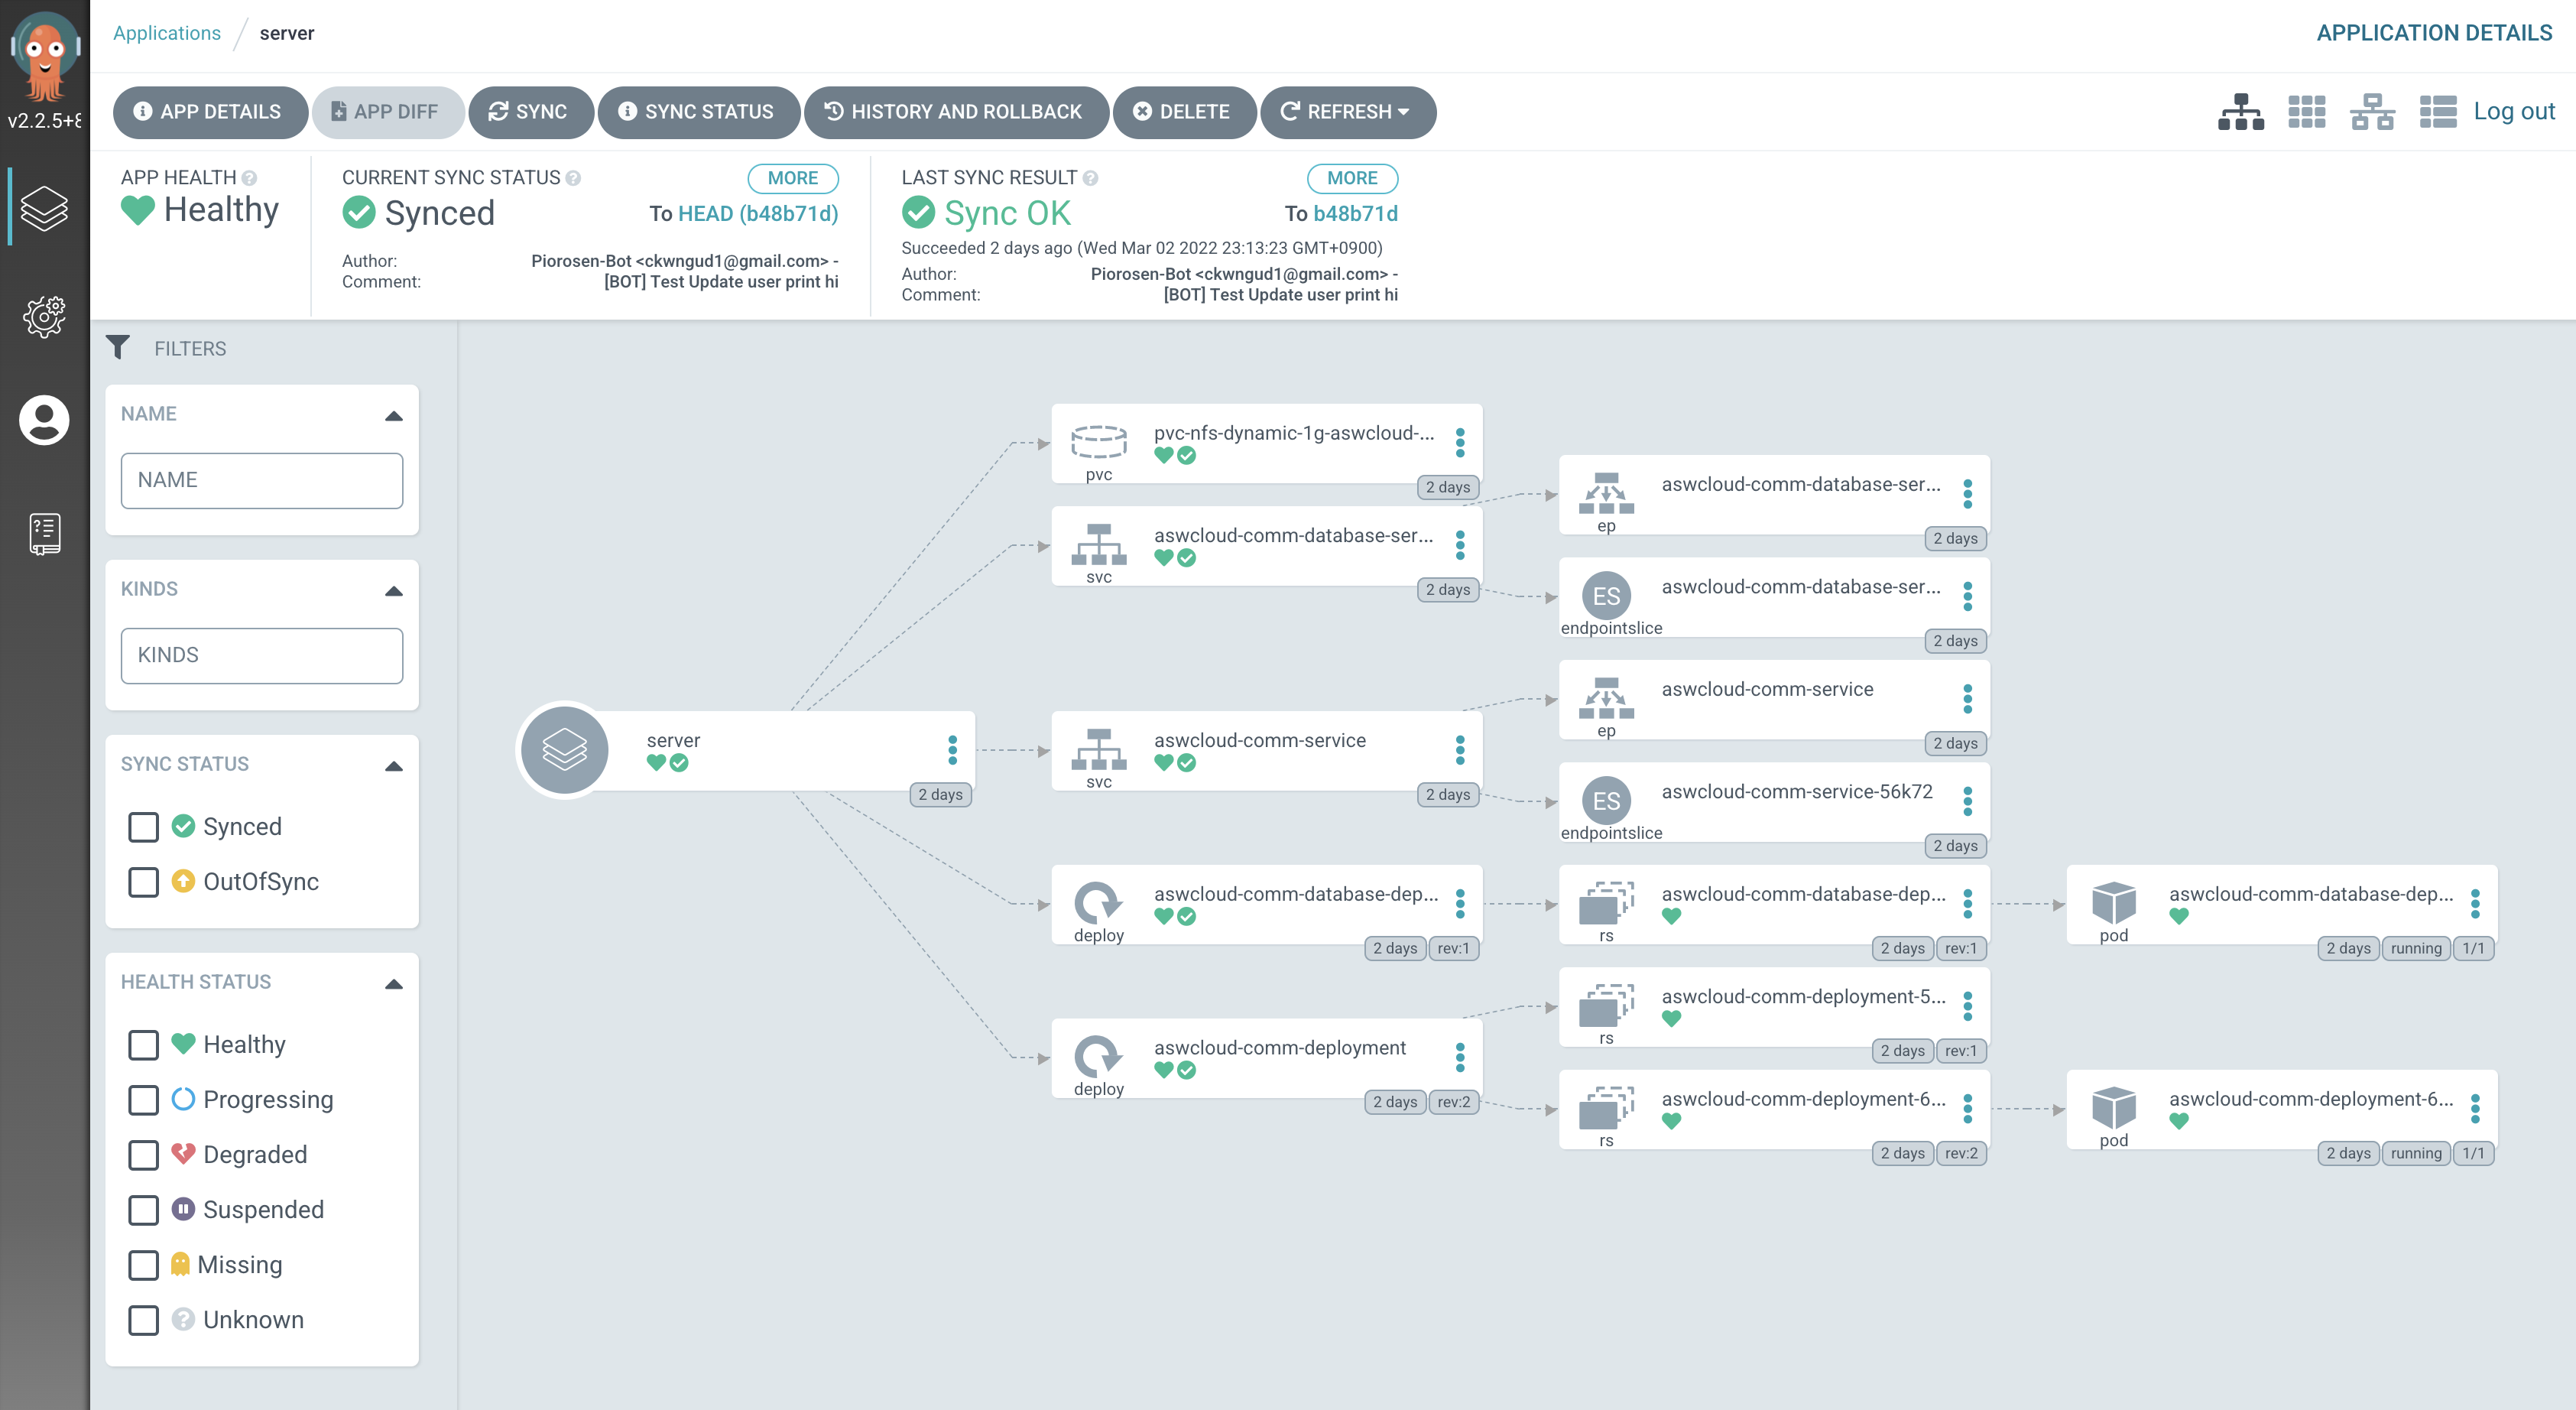 Applications / server
APPLICATION DETAILS
v2.2.5+8
APP DETAILS
APP DIFF
SYNC
SYNC STATUS
HISTORY AND ROLLBACK
DELETE
REFRESH
Log out
APP HEALTH
Healthy
CURRENT SYNC STATUS
MORE
Synced
To HEAD (b48b71d)
Author:
Piorosen-Bot <ckwngud1@gmail.com> -
Comment:
[BOT] Test Update user print hi
LAST SYNC RESULT
MORE
Sync OK
To b48b71d
Succeeded 2 days ago (Wed Mar 02 2022 23:13:23 GMT+0900)
Author:
Piorosen-Bot <ckwngud1@gmail.com> -
Comment:
[BOT] Test Update user print hi
FILTERS
NAME
NAME
KINDS
KINDS
SYNC STATUS
Synced
OutOfSync
HEALTH STATUS
Healthy
Progressing
Degraded
Suspended
Missing
Unknown
server
2 days
pvc-nfs-dynamic-1g-aswcloud-...
pvc
2 days
aswcloud-comm-database-ser...
svc
2 days
aswcloud-comm-service
svc
2 days
aswcloud-comm-database-dep...
deploy
2 days
rev:1
aswcloud-comm-deployment
deploy
2 days
rev:2
aswcloud-comm-database-ser...
ep
2 days
ES
aswcloud-comm-database-ser...
endpointslice
2 days
aswcloud-comm-service
ep
2 days
ES
aswcloud-comm-service-56k72
endpointslice
2 days
aswcloud-comm-database-dep...
rs
2 days
rev:1
aswcloud-comm-deployment-5...
rs
2 days
rev:1
aswcloud-comm-deployment-6...
rs
2 days
rev:2
aswcloud-comm-database-dep...
pod
2 days
running
1/1
aswcloud-comm-deployment-6...
pod
2 days
running
1/1